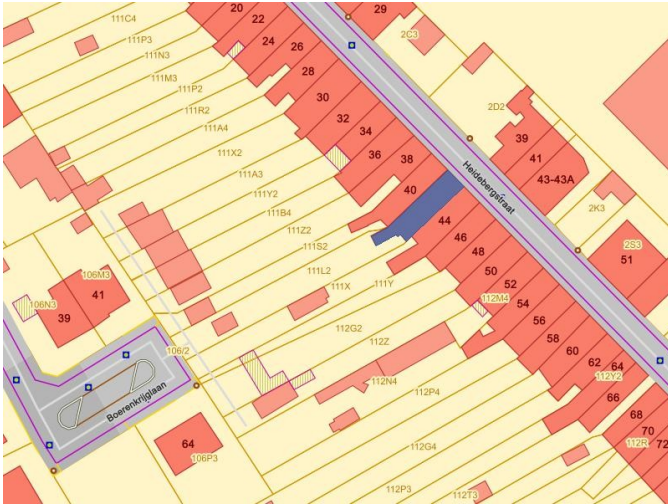 111C4
20
22
29
2C3
111P3
24
26
111N3
111M3
28
111P2
30
2D2
111R2
32
111A4
34
39
111X2
36
38
41
Heidebergstraat
111A3
40
43-43A
111Y2
2K3
111B4
44
111Z2
46
111S2
48
2S3
51
106M3
111L2
50
111X
111Y
52
41
106N3
112M4
54
39
112G2
56
112Z
58
106/2
60
62
64
112N4
112Y2
112P4
66
Boerenkrijglaan
68
64
70
112G4
112R
72
106P3
112P3
112T3